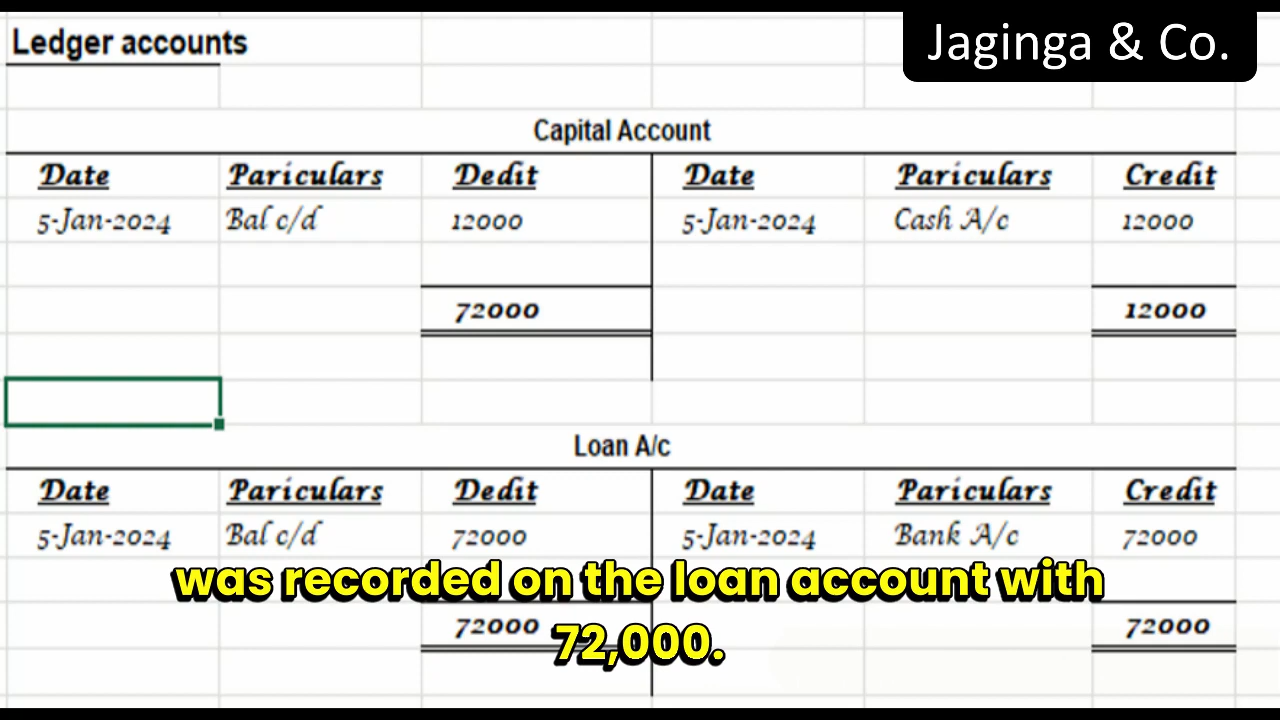 Ledger accounts
Jaginga & Co.
Capital Account
Date Pariculars Dedit Date Pariculars Credit
5-Jan-2024 Bal c/d 12000 5-Jan-2024 Cash A/c 12000
72000 12000
Loan A/c
Date Pariculars Dedit Date Pariculars Credit
5-Jan-2024 Bal c/d 72000 5-Jan-2024 Bank A/c 72000
was recorded on the loan account with
72000 72000
72,000.